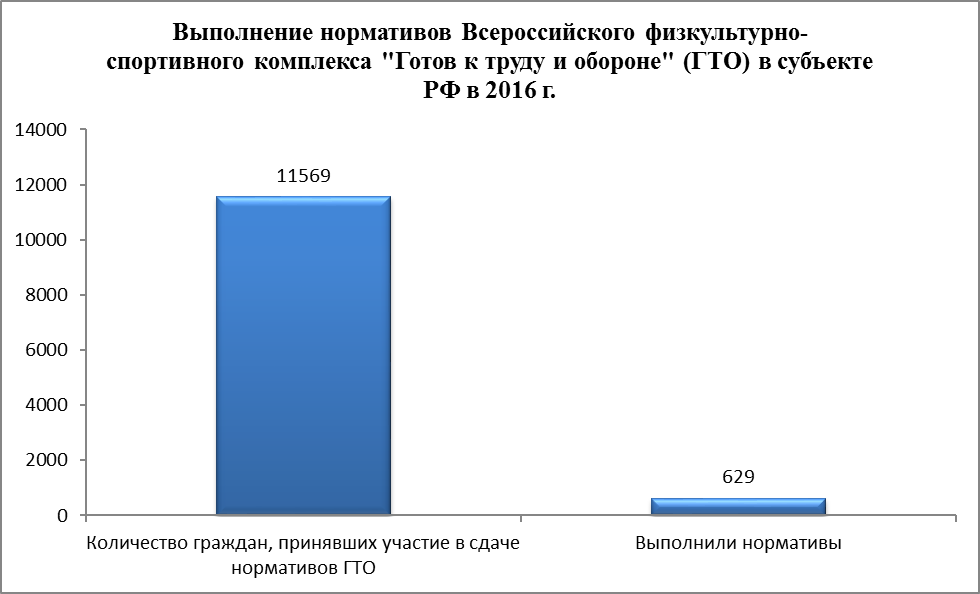 Выполнение нормативов Всероссийского физкультурно-
спортивного комплекса "Готов к труду и обороне" (ГТО) в субъекте
РФ в 2016 г.
14000
12000
10000
8000
6000
4000
2000
0
11569
629
Количество граждан, принявших участие в сдаче
нормативов ГТО
Выполнили нормативы